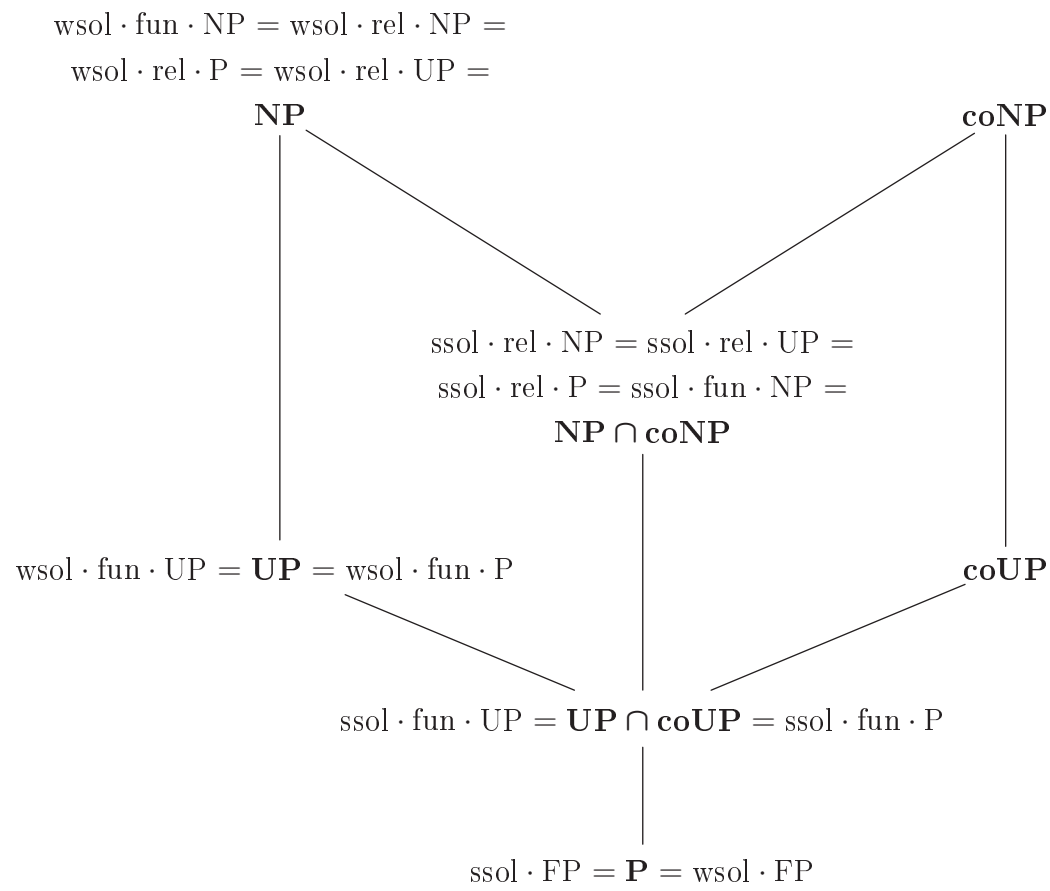 wsol · fun · NP = wsol · rel · NP =
wsol · rel · P = wsol · rel · UP =
NP
coNP
ssol · rel · NP = ssol · rel · UP =
ssol · rel · P = ssol · fun · NP =
NP ∩ coNP
wsol · fun · UP = UP = wsol · fun · P
coUP
ssol · fun · UP = UP ∩ coUP = ssol · fun · P
ssol · FP = P = wsol · FP